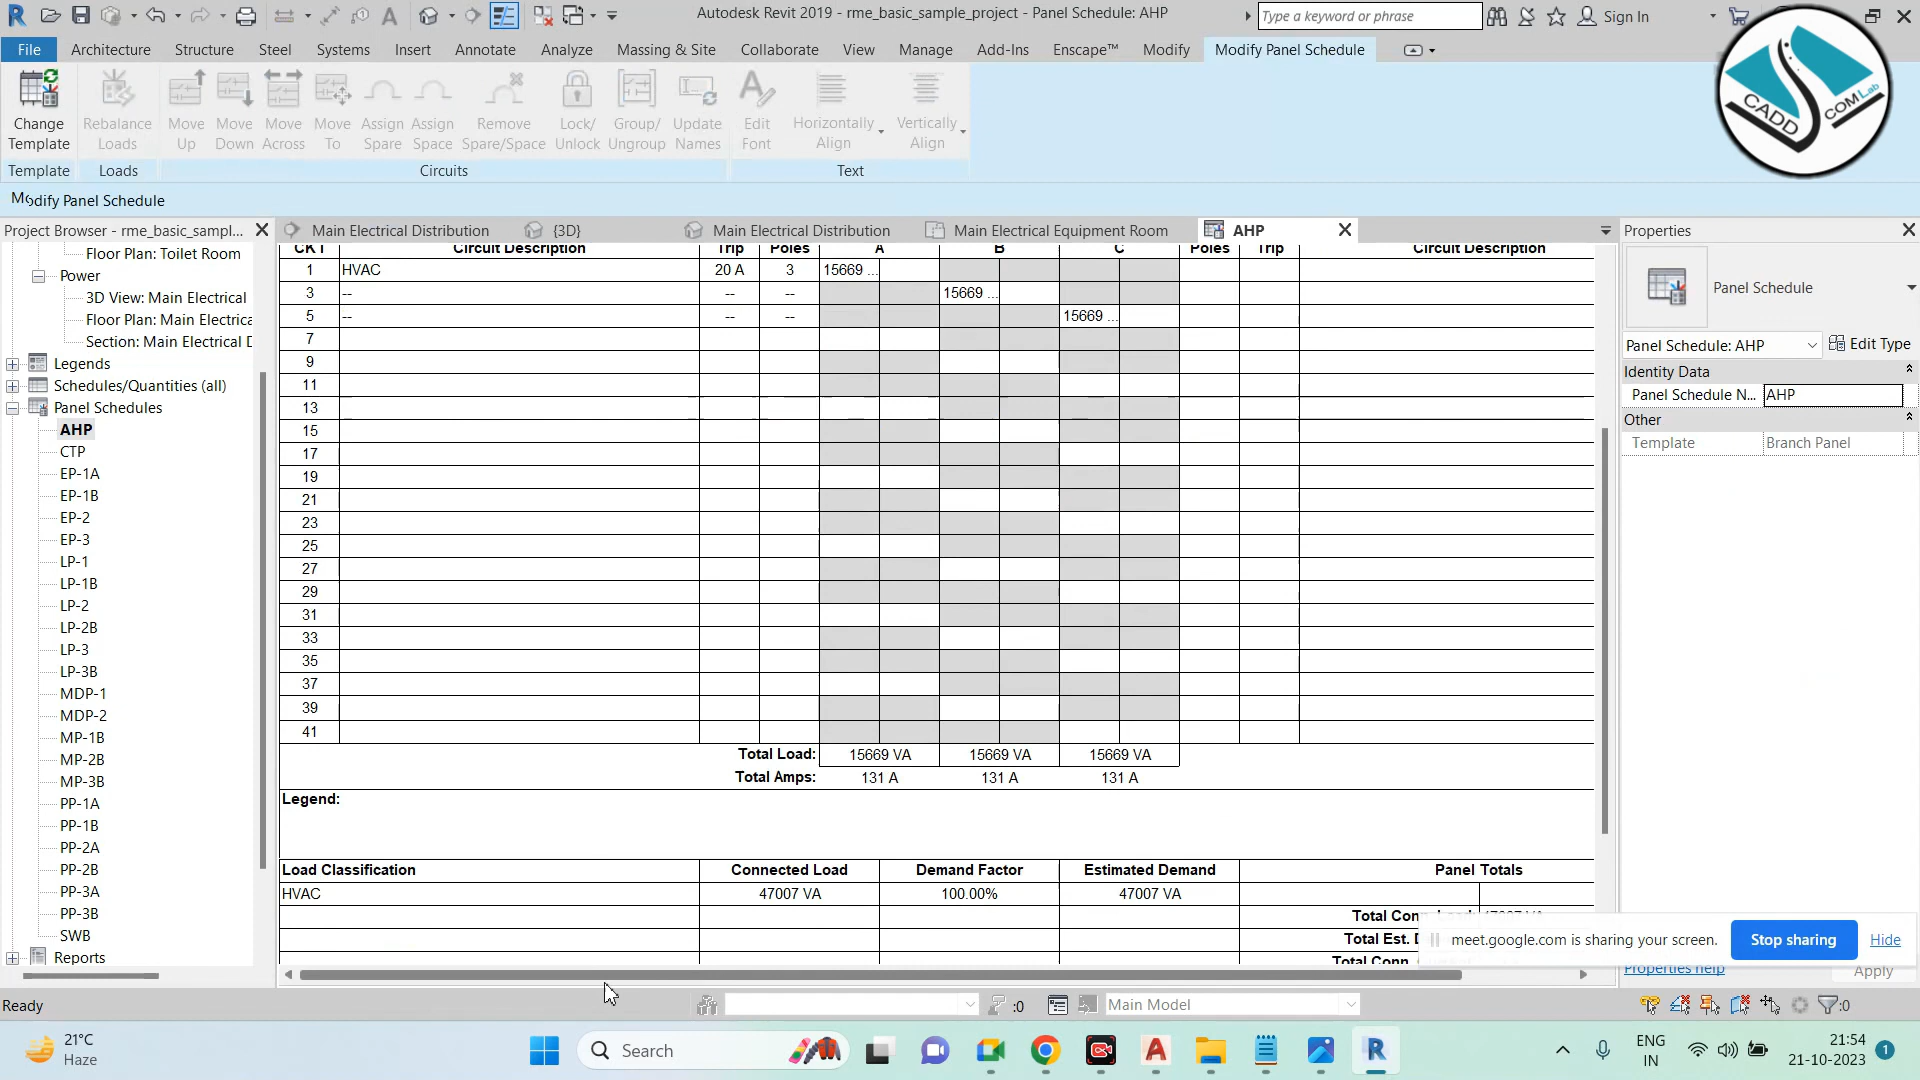 Autodesk Revit 2019 - rme_basic_sample_project - Panel Schedule: AHP
Type a keyword or phrase
Sign In
File Architecture Structure Steel Systems Insert Annotate Analyze Massing & Site Collaborate View Manage Add-Ins Enscape™ Modify Modify Panel Schedule
Change Template
Rebalance Loads
Move Up
Move Down
Move Across
Move To
Assign Spare
Assign Space
Remove Spare/Space
Lock/ Unlock
Group/ Ungroup
Update Names
Edit Font
Horizontally Align
Vertically Align
Template Loads Circuits Text
CADD COM Lab
Modify Panel Schedule
Project Browser - rme_basic_sampl...
Main Electrical Distribution {3D} Main Electrical Distribution Main Electrical Equipment Room AHP
Floor Plan: Toilet Room
Power
3D View: Main Electrical
Floor Plan: Main Electrica
Section: Main Electrical D
Legends
Schedules/Quantities (all)
Panel Schedules
AHP
CTP
EP-1A
EP-1B
EP-2
EP-3
LP-1
LP-1B
LP-2
LP-2B
LP-3
LP-3B
MDP-1
MDP-2
MP-1B
MP-2B
MP-3B
PP-1A
PP-1B
PP-2A
PP-2B
PP-3A
PP-3B
SWB
Reports
Circuit Description Trip Poles A B C Poles Trip Circuit Description
1 HVAC 20 A 3 15669 ...
3 -- -- -- 15669 ...
5 -- -- -- 15669 ...
7
9
11
13
15
17
19
21
23
25
27
29
31
33
35
37
39
41
Total Load: 15669 VA 15669 VA 15669 VA
Total Amps: 131 A 131 A 131 A
Legend:
Load Classification Connected Load Demand Factor Estimated Demand Panel Totals
HVAC 47007 VA 100.00% 47007 VA
Total Est.
Properties
Panel Schedule
Panel Schedule: AHP Edit Type
Identity Data
Panel Schedule N... AHP
Other
Template Branch Panel
meet.google.com is sharing your screen. Stop sharing Hide
Properties help Apply
Ready :0 Main Model :0
21°C
Haze
Search
ENG
IN
21:54
21-10-2023
1